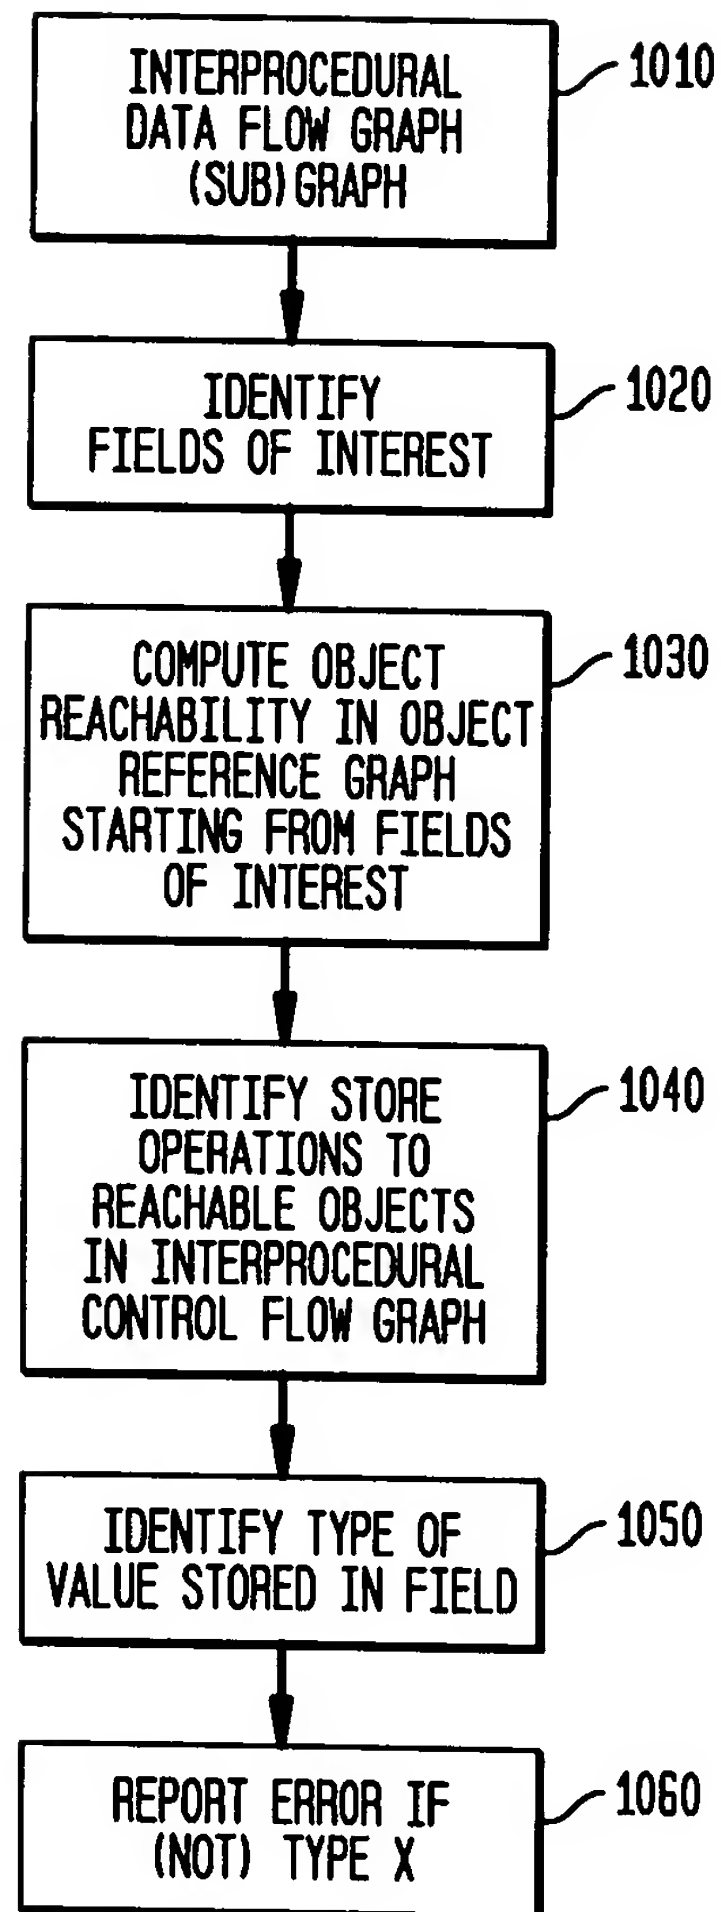 INTERPROCEDURAL
DATA FLOW GRAPH
(SUB)GRAPH
1010
IDENTIFY
FIELDS OF INTEREST
1020
COMPUTE OBJECT
REACHABILITY IN OBJECT
REFERENCE GRAPH
STARTING FROM FIELDS
OF INTEREST
1030
IDENTIFY STORE
OPERATIONS TO
REACHABLE OBJECTS
IN INTERPROCEDURAL
CONTROL FLOW GRAPH
1040
IDENTIFY TYPE OF
VALUE STORED IN FIELD
1050
REPORT ERROR IF
(NOT) TYPE X
1060